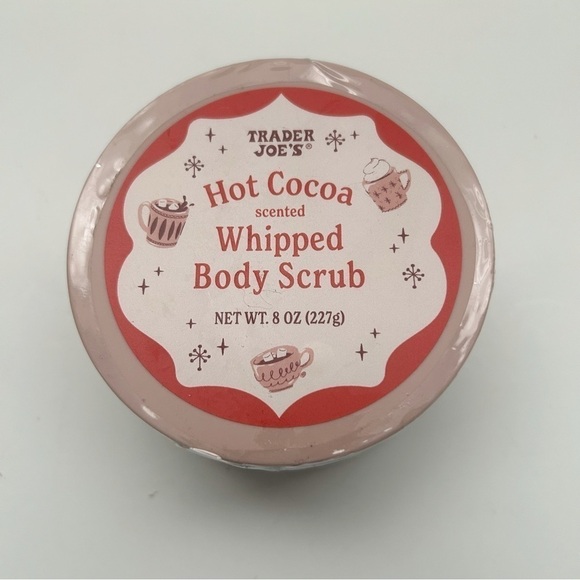 TRADER
JOE'S®
Hot Cocoa
scented
Whipped
Body Scrub
NET WT. 8 OZ (227g)